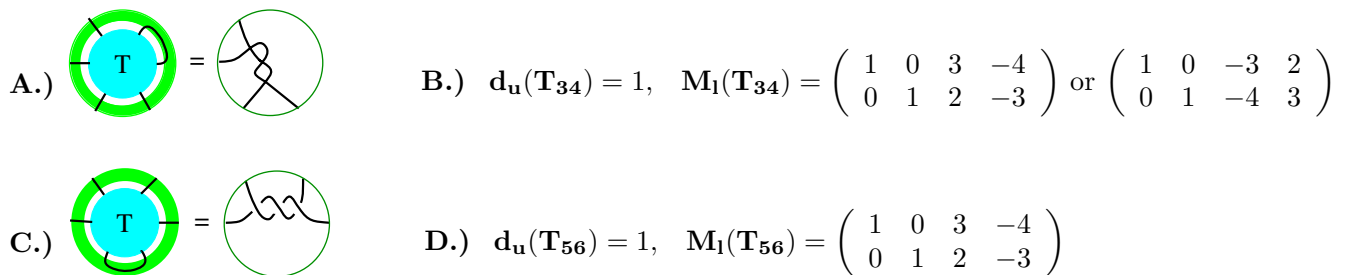 A.) T =
B.) d_u(T_34) = 1, M_l(T_34) = ( 1 0 3 −4 ; 0 1 2 −3 ) or ( 1 0 −3 2 ; 0 1 −4 3 )
C.) T =
D.) d_u(T_56) = 1, M_l(T_56) = ( 1 0 3 −4 ; 0 1 2 −3 )